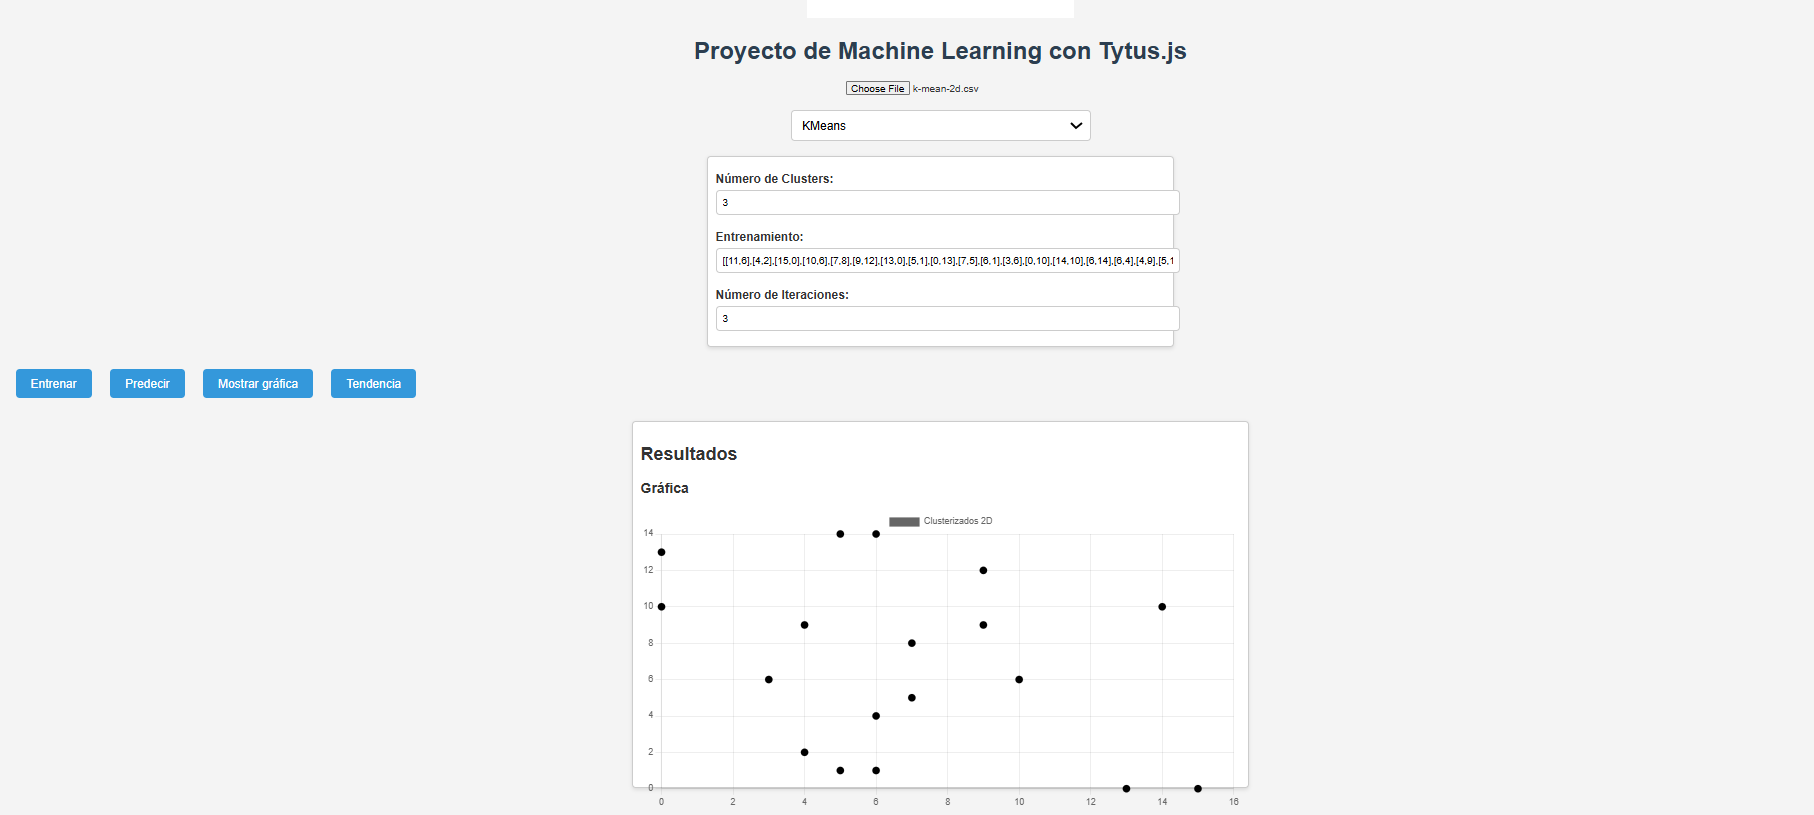 Proyecto de Machine Learning con Tytus.js
Choose File k-mean-2d.csv
KMeans
Número de Clusters:
3
Entrenamiento:
[[11,6],[4,2],[15,0],[10,6],[7,8],[9,12],[13,0],[5,1],[0,13],[7,5],[6,1],[3,6],[0,10],[14,10],[6,14],[6,4],[4,9],[5,1
Número de Iteraciones:
3
Entrenar Predecir Mostrar gráfica Tendencia
Resultados
Gráfica
Clusterizados 2D
14
12
10
8
6
4
2
0
0 2 4 6 8 10 12 14 16